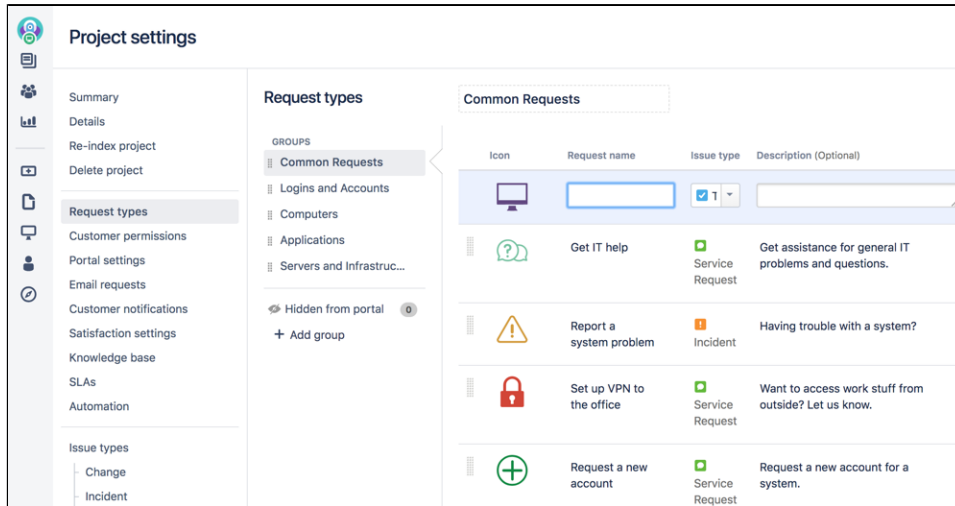 Project settings
Summary
Details
Re-index project
Delete project
Request types
Customer permissions
Portal settings
Email requests
Customer notifications
Satisfaction settings
Knowledge base
SLAs
Automation
Issue types
Change
Incident
Request types
GROUPS
Common Requests
Logins and Accounts
Computers
Applications
Servers and Infrastruc...
Hidden from portal 0
+ Add group
Common Requests
Icon Request name Issue type Description (Optional)
Get IT help
Service
Request
Get assistance for general IT
problems and questions.
Report a
system problem
Incident
Having trouble with a system?
Set up VPN to
the office
Service
Request
Want to access work stuff from
outside? Let us know.
Request a new
account
Service
Request
Request a new account for a
system.